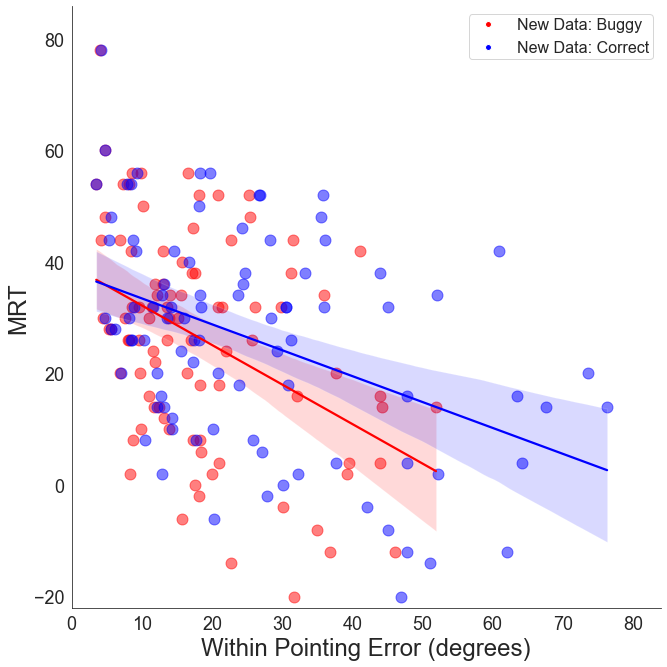 New Data: Buggy
New Data: Correct
80
60
40
20
0
−20
MRT
0 10 20 30 40 50 60 70 80
Within Pointing Error (degrees)